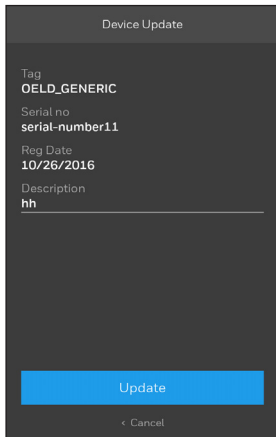 Device Update
Tag
OELD_GENERIC
Serial no
serial-number11
Reg Date
10/26/2016
Description
hh
Update
< Cancel